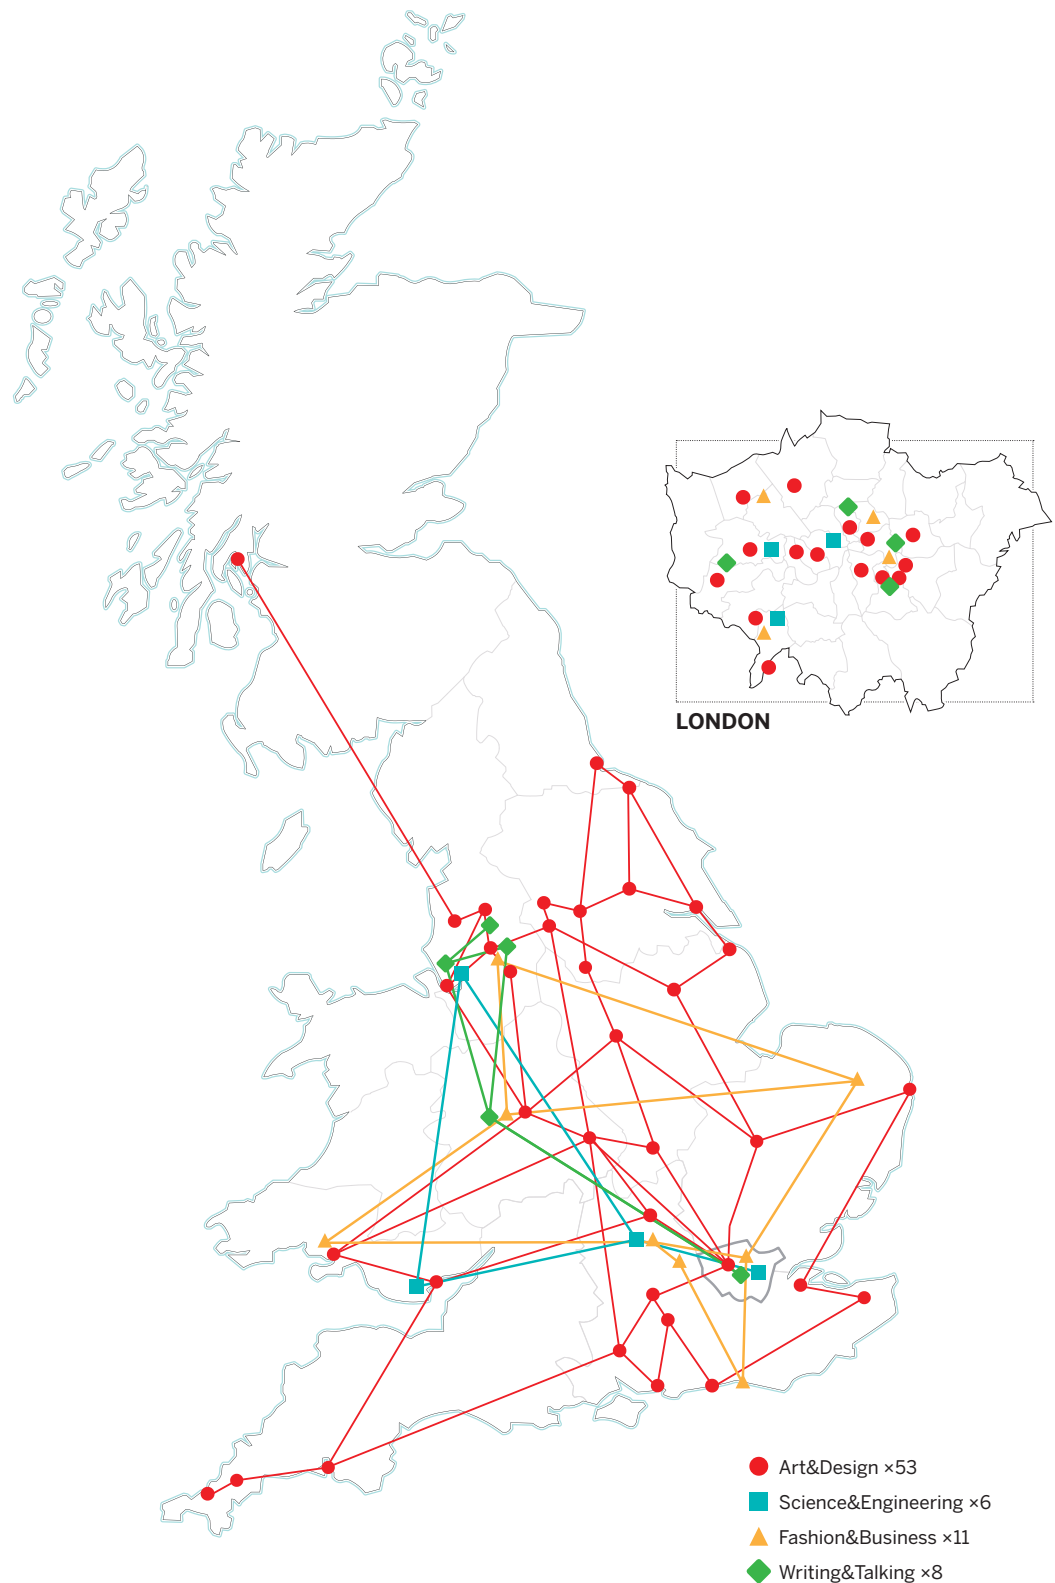 LONDON
Art&Design ×53
Science&Engineering ×6
Fashion&Business ×11
Writing&Talking ×8